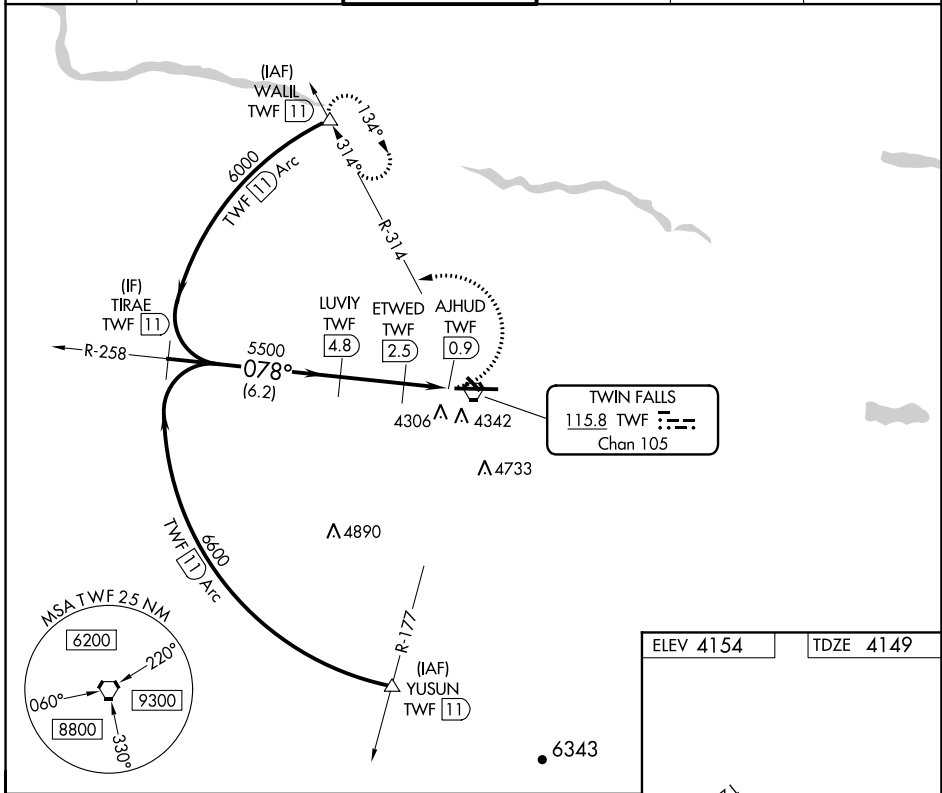 (IAF)
WALIL
TWF 11
134°
314°
6000
TWF 11 Arc
R-314
(IF)
TIRAE
TWF 11
LUVIY
TWF
4.8
ETWED
TWF
2.5
AJHUD
TWF
0.9
R-258
5500
078°
(6.2)
TWIN FALLS
115.8 TWF
Chan 105
4306
4342
4733
4890
6600
TWF 11 Arc
R-177
(IAF)
YUSUN
TWF 11
MSA TWF 25 NM
6200
220°
060°
9300
8800
330°
6343
ELEV 4154
TDZE 4149